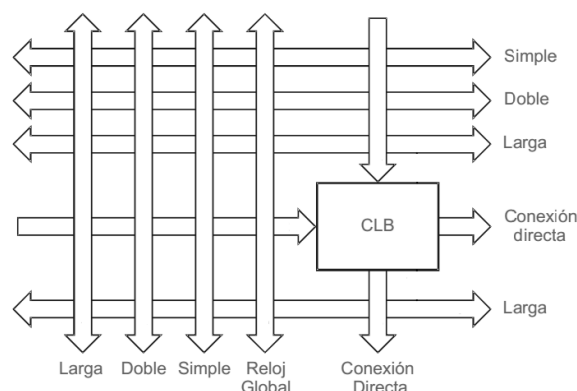 Simple
Doble
Larga
CLB
Conexión
directa
Larga
Larga Doble Simple Reloj Conexión
Global Directa